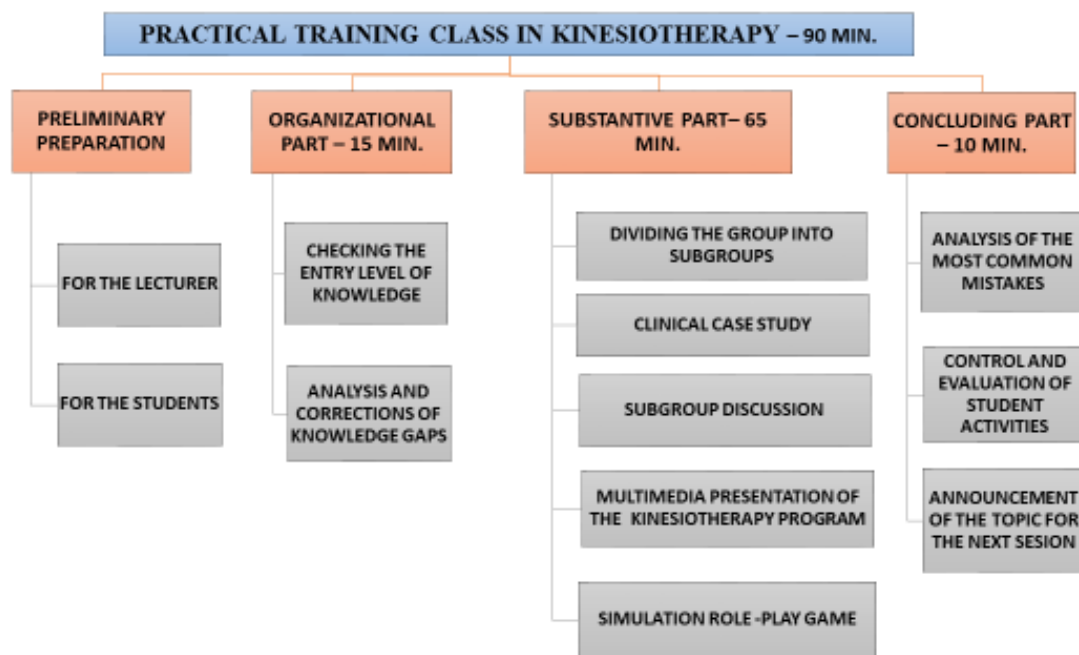 PRACTICAL TRAINING CLASS IN KINESIOTHERAPY – 90 MIN.
PRELIMINARY
PREPARATION
FOR THE LECTURER
FOR THE STUDENTS
ORGANIZATIONAL
PART – 15 MIN.
CHECKING THE
ENTRY LEVEL OF
KNOWLEDGE
ANALYSIS AND
CORRECTIONS OF
KNOWLEDGE GAPS
SUBSTANTIVE PART– 65
MIN.
DIVIDING THE GROUP INTO
SUBGROUPS
CLINICAL CASE STUDY
SUBGROUP DISCUSSION
MULTIMEDIA PRESENTATION OF
THE KINESIOTHERAPY PROGRAM
SIMULATION ROLE -PLAY GAME
CONCLUDING PART
– 10 MIN.
ANALYSIS OF THE
MOST COMMON
MISTAKES
CONTROL AND
EVALUATION OF
STUDENT
ACTIVITIES
ANNOUNCEMENT
OF THE TOPIC FOR
THE NEXT SESION